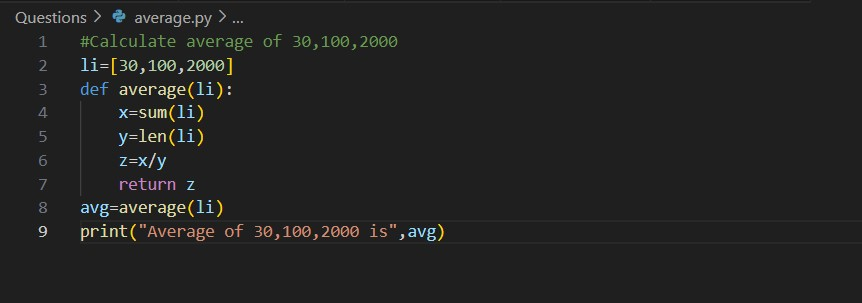 Questions > average.py > ...
1 #Calculate average of 30,100,2000
2 li=[30,100,2000]
3 def average(li):
4     x=sum(li)
5     y=len(li)
6     z=x/y
7     return z
8 avg=average(li)
9 print("Average of 30,100,2000 is",avg)